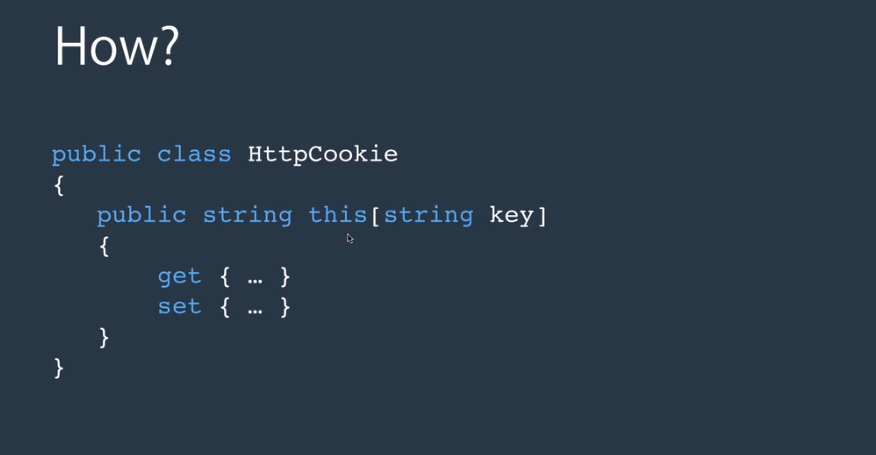 How?
public class HttpCookie
{
public string this[string key]
{
get { … }
set { … }
}
}